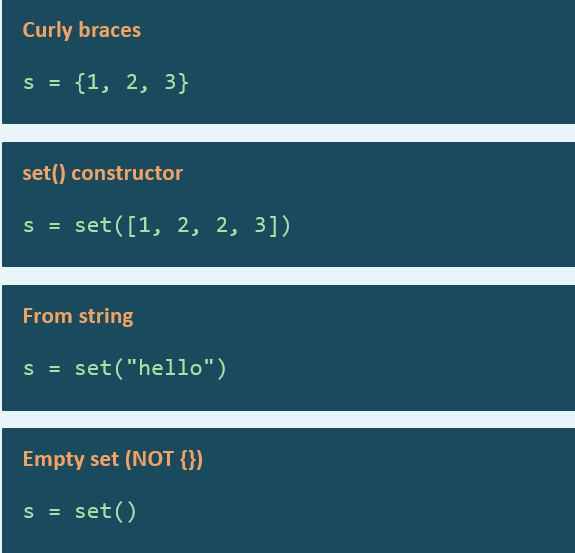 Curly braces
s = {1, 2, 3}
set() constructor
s = set([1, 2, 2, 3])
From string
s = set("hello")
Empty set (NOT {})
s = set()